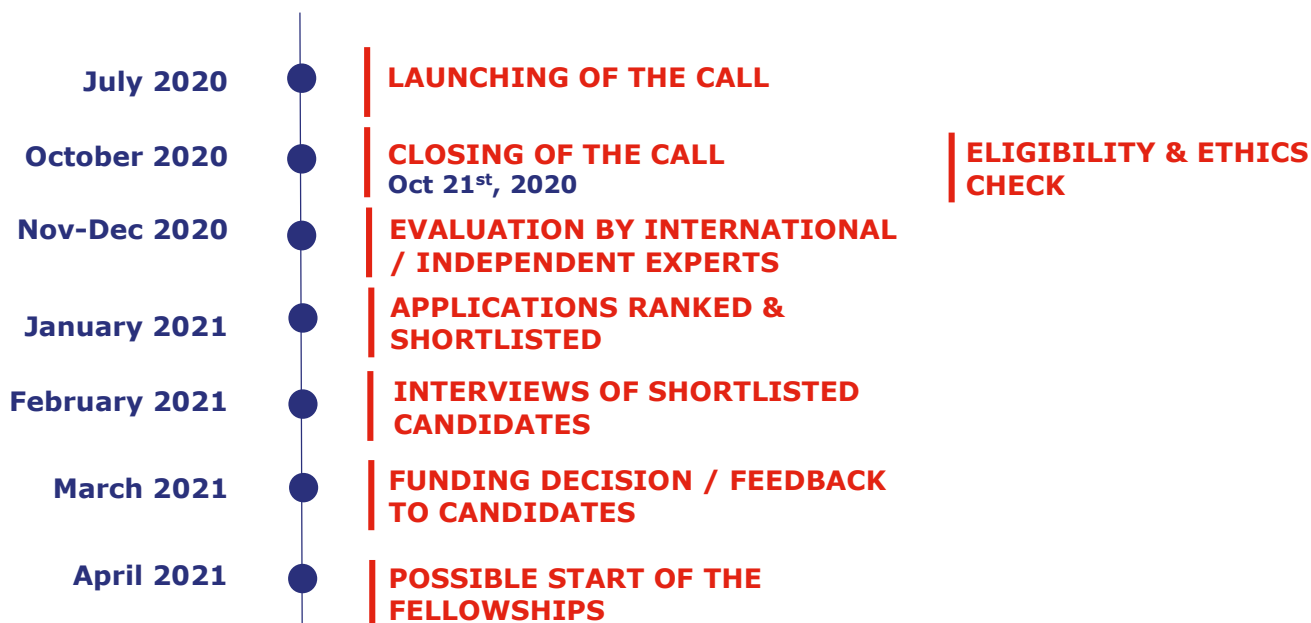 July 2020
LAUNCHING OF THE CALL
October 2020
CLOSING OF THE CALL
Oct 21st, 2020
ELIGIBILITY & ETHICS
CHECK
Nov-Dec 2020
EVALUATION BY INTERNATIONAL
/ INDEPENDENT EXPERTS
January 2021
APPLICATIONS RANKED &
SHORTLISTED
February 2021
INTERVIEWS OF SHORTLISTED
CANDIDATES
March 2021
FUNDING DECISION / FEEDBACK
TO CANDIDATES
April 2021
POSSIBLE START OF THE
FELLOWSHIPS